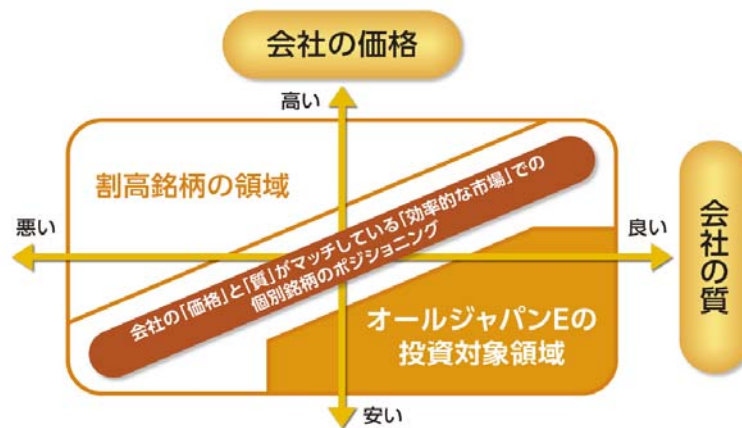 会社の価格
高い
割高銘柄の領域
悪い
会社の「価格」と「質」がマッチしている「効率的な市場」での
個別銘柄のポジショニング
良い
会社の質
オールジャパンEの
投資対象領域
安い